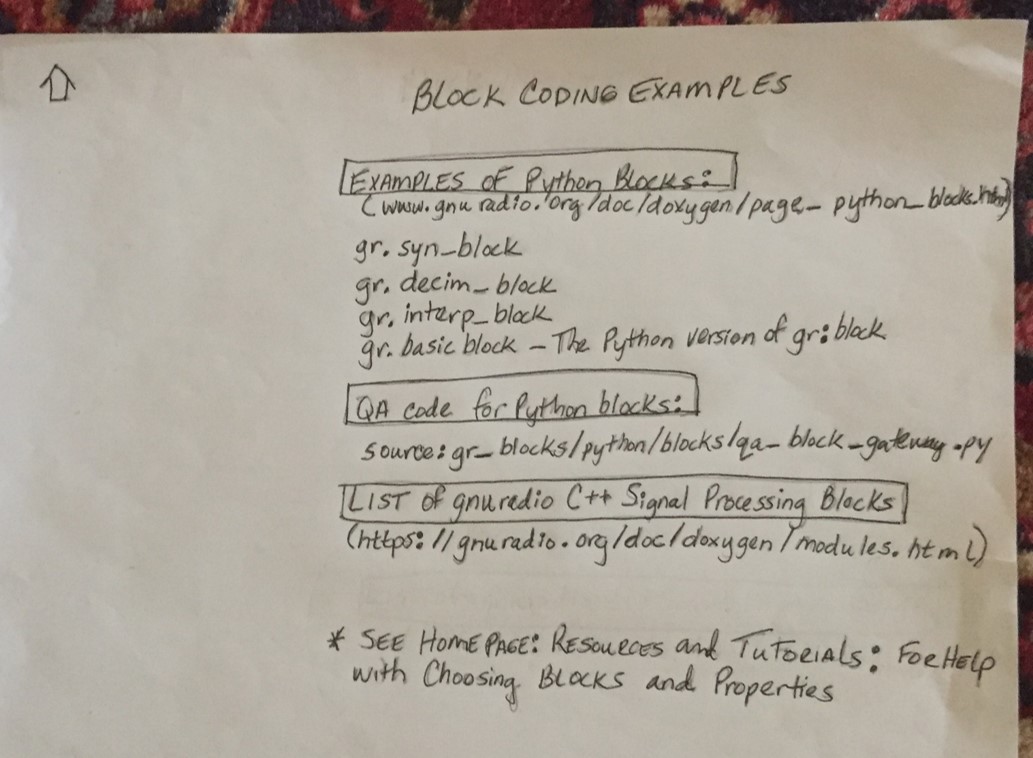 BLOCK CODING EXAMPLES
EXAMPLES OF Python Blocks:
(www.gnu radio.org/doc/doxygen/page_ python_blocks.html)
gr. syn_block
gr. decim_block
gr. interp_block
gr. basic block - The Python version of gr:block
QA code for Python blocks:
source: gr_blocks/python/blocks/qa_block_gateway.py
LIST of gnuradio C++ Signal Processing Blocks
(https://gnuradio.org/doc/doxygen/modules.html)
* SEE HOMEPAGE: RESOURCES and TUTORIALS: FOR HELP
with Choosing BLOCKS and Properties